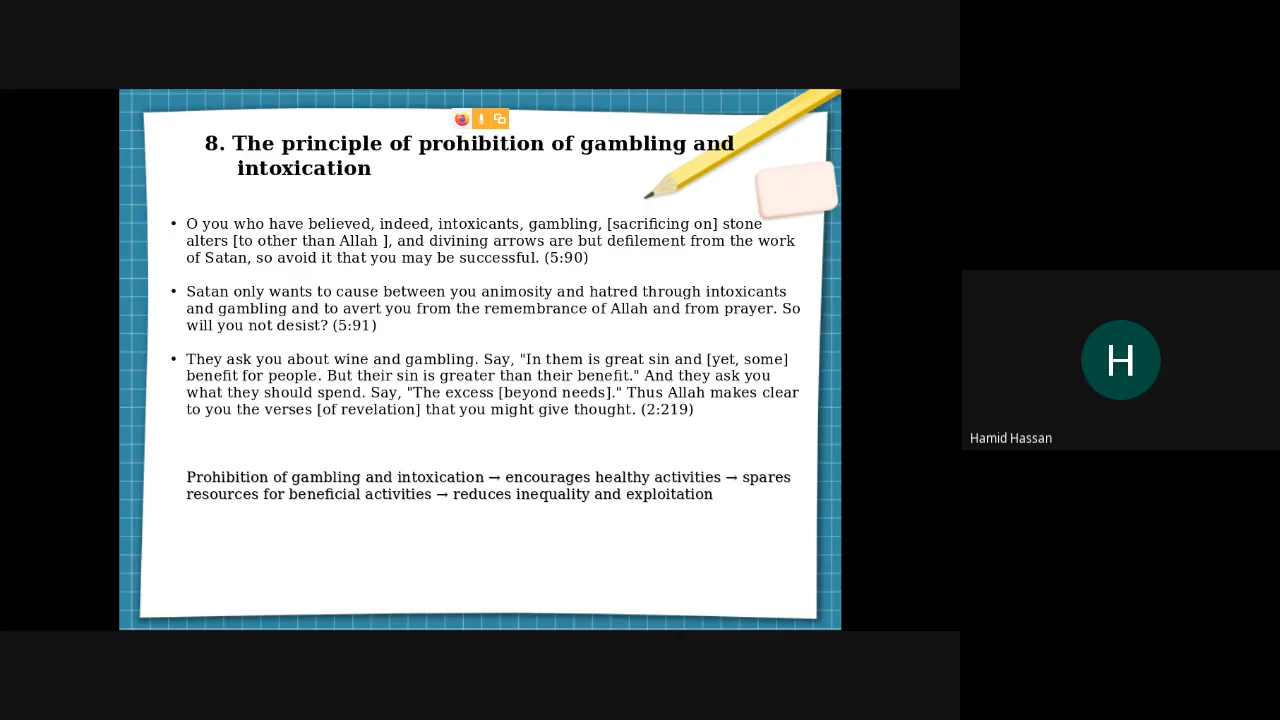 8. The principle of prohibition of gambling and
intoxication
• O you who have believed, indeed, intoxicants, gambling, [sacrificing on] stone
alters [to other than Allah ], and divining arrows are but defilement from the work
of Satan, so avoid it that you may be successful. (5:90)
• Satan only wants to cause between you animosity and hatred through intoxicants
and gambling and to avert you from the remembrance of Allah and from prayer. So
will you not desist? (5:91)
• They ask you about wine and gambling. Say, "In them is great sin and [yet, some]
benefit for people. But their sin is greater than their benefit." And they ask you
what they should spend. Say, "The excess [beyond needs]." Thus Allah makes clear
to you the verses [of revelation] that you might give thought. (2:219)
Prohibition of gambling and intoxication → encourages healthy activities → spares
resources for beneficial activities → reduces inequality and exploitation
H
Hamid Hassan